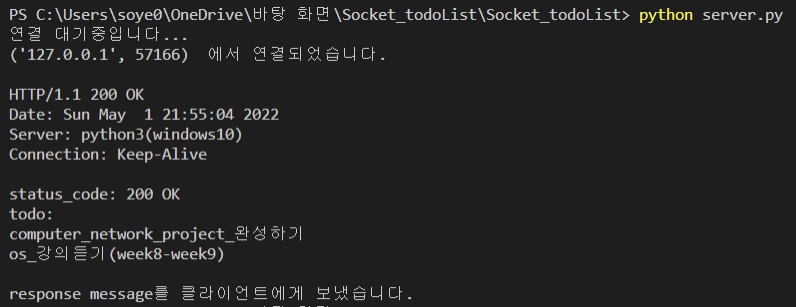 PS C:\Users\soye0\OneDrive\바탕 화면\Socket_todoList\Socket_todoList> python server.py
연결 대기중입니다...
('127.0.0.1', 57166)  에서 연결되었습니다.
HTTP/1.1 200 OK
Date: Sun May  1 21:55:04 2022
Server: python3(windows10)
Connection: Keep-Alive
status_code: 200 OK
todo:
computer_network_project_완성하기
os_강의듣기(week8-week9)
response message를 클라이언트에게 보냈습니다.